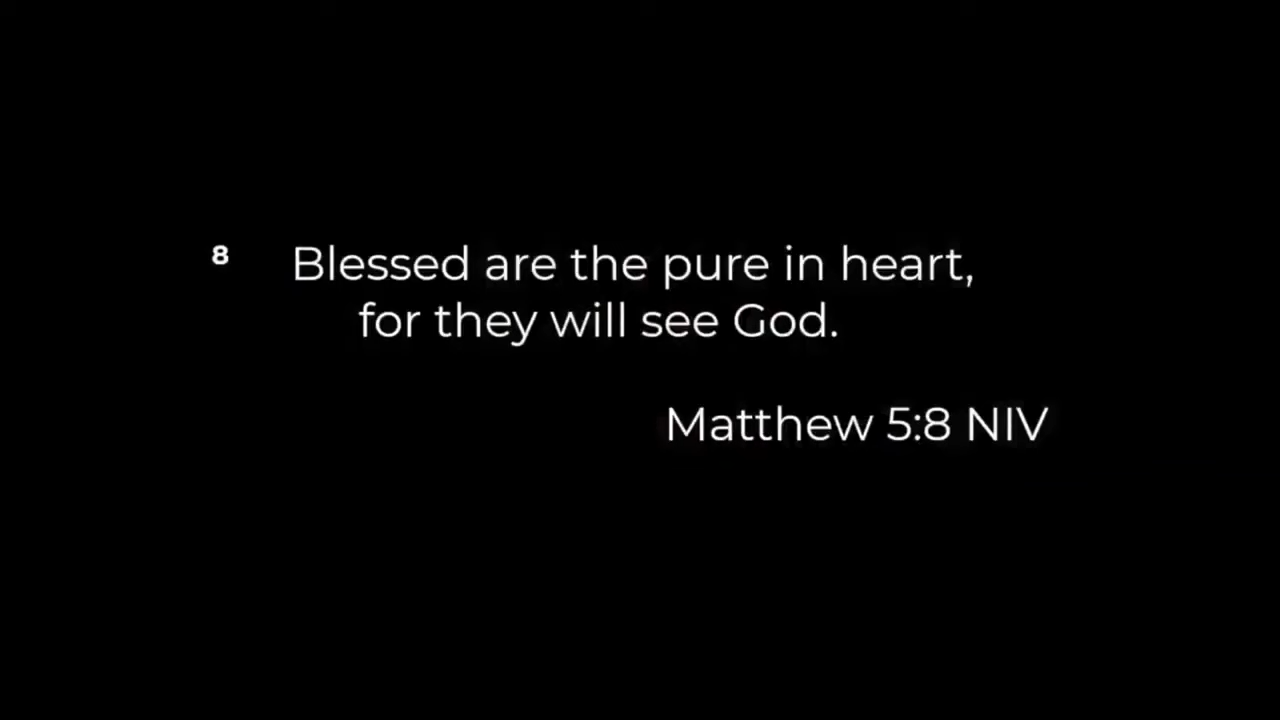 8 Blessed are the pure in heart,
for they will see God.
Matthew 5:8 NIV